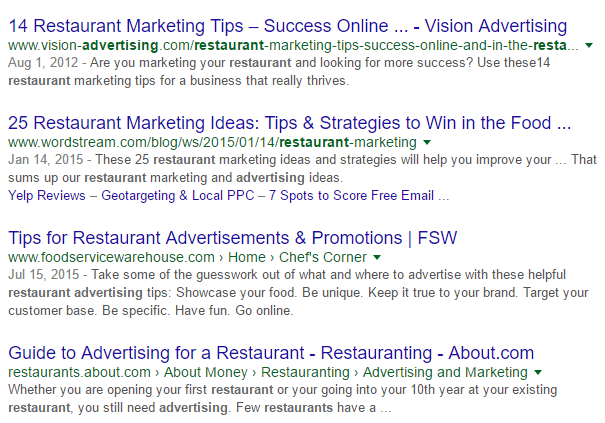 14 Restaurant Marketing Tips – Success Online ... - Vision Advertising
www.vision-advertising.com/restaurant-marketing-tips-success-online-and-in-the-resta...
Aug 1, 2012 - Are you marketing your restaurant and looking for more success? Use these14
restaurant marketing tips for a business that really thrives.
25 Restaurant Marketing Ideas: Tips & Strategies to Win in the Food ...
www.wordstream.com/blog/ws/2015/01/14/restaurant-marketing
Jan 14, 2015 - These 25 restaurant marketing ideas and strategies will help you improve your ... That
sums up our restaurant marketing and advertising ideas.
Yelp Reviews – Geotargeting & Local PPC – 7 Spots to Score Free Email ...
Tips for Restaurant Advertisements & Promotions | FSW
www.foodservicewarehouse.com › Home › Chef's Corner
Jul 15, 2015 - Take some of the guesswork out of what and where to advertise with these helpful
restaurant advertising tips: Showcase your food. Be unique. Keep it true to your brand. Target your
customer base. Be specific. Have fun. Go online.
Guide to Advertising for a Restaurant - Restauranting - About.com
restaurants.about.com › About Money › Restauranting › Advertising and Marketing
Whether you are opening your first restaurant or your going into your 10th year at your existing
restaurant, you still need advertising. Few restaurants have a ...